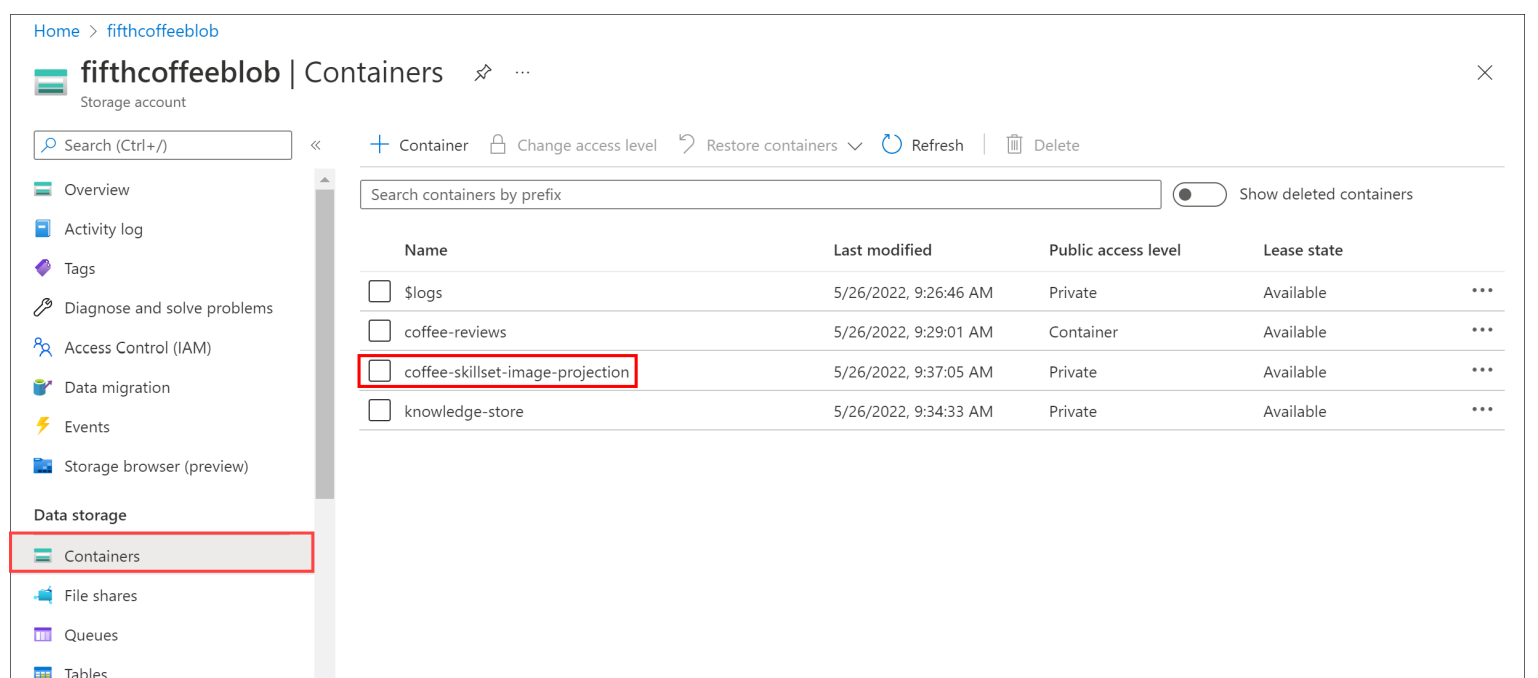 Home > fifthcoffeeblob
fifthcoffeeblob | Containers ...
Storage account
Search (Ctrl+/) «
Overview
Activity log
Tags
Diagnose and solve problems
Access Control (IAM)
Data migration
Events
Storage browser (preview)
Data storage
Containers
File shares
Queues
Tables
+ Container Change access level Restore containers Refresh | Delete
Search containers by prefix Show deleted containers
Name Last modified Public access level Lease state
$logs 5/26/2022, 9:26:46 AM Private Available ...
coffee-reviews 5/26/2022, 9:29:01 AM Container Available ...
coffee-skillset-image-projection 5/26/2022, 9:37:05 AM Private Available ...
knowledge-store 5/26/2022, 9:34:33 AM Private Available ...